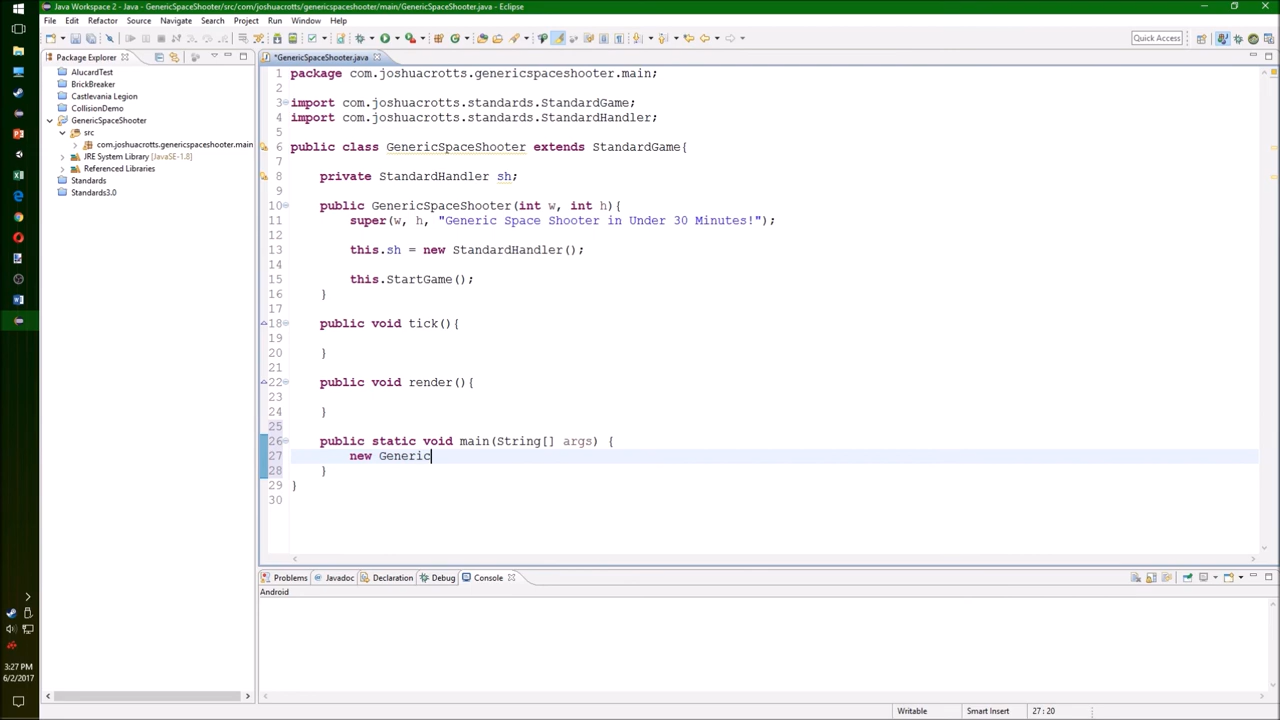 Java Workspace 2 - Java - GenericSpaceShooter/src/com/joshuacrotts/genericspaceshooter/main/GenericSpaceShooter.java - Eclipse
File Edit Refactor Source Navigate Search Project Run Window Help
Quick Access
Package Explorer
*GenericSpaceShooter.java
AlucardTest
BrickBreaker
Castlevania Legion
CollisionDemo
GenericSpaceShooter
src
com.joshuacrotts.genericspaceshooter.main
JRE System Library [JavaSE-1.8]
Referenced Libraries
Standards
Standards3.0
1 package com.joshuacrotts.genericspaceshooter.main;
2
3 import com.joshuacrotts.standards.StandardGame;
4 import com.joshuacrotts.standards.StandardHandler;
5
6 public class GenericSpaceShooter extends StandardGame{
7
8 private StandardHandler sh;
9
10 public GenericSpaceShooter(int w, int h){
11 super(w, h, "Generic Space Shooter in Under 30 Minutes!");
12
13 this.sh = new StandardHandler();
14
15 this.StartGame();
16 }
17
18 public void tick(){
19
20 }
21
22 public void render(){
23
24 }
25
26 public static void main(String[] args) {
27 new Generic
28 }
29 }
30
Problems Javadoc Declaration Debug Console
Android
3:27 PM
6/2/2017
Writable Smart Insert 27 : 20